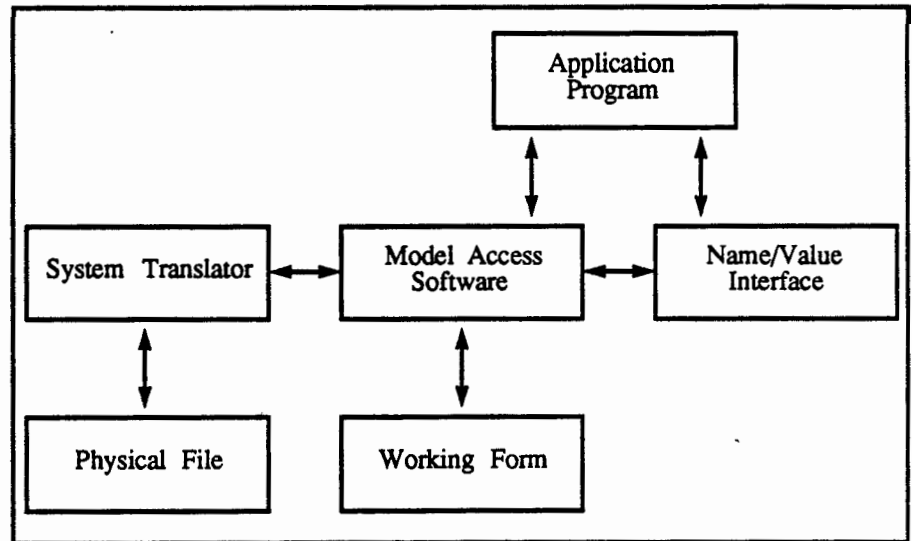 Application
Program
System Translator
Model Access
Software
Name/Value
Interface
Physical File
Working Form